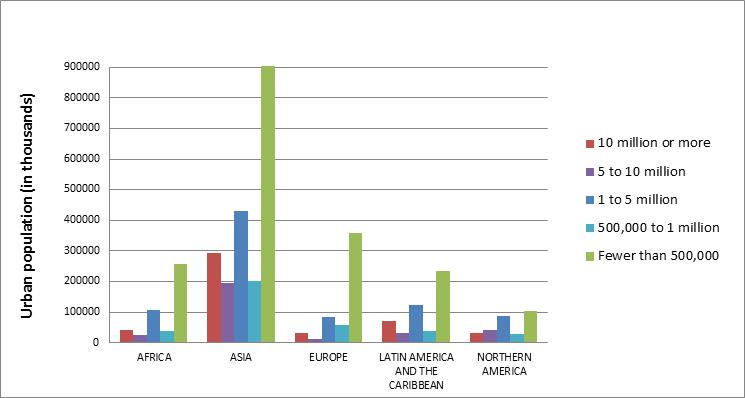 Urban population (in thousands)
900000
800000
700000
600000
500000
400000
300000
200000
100000
0
AFRICA
ASIA
EUROPE
LATIN AMERICA
AND THE
CARIBBEAN
NORTHERN
AMERICA
10 million or more
5 to 10 million
1 to 5 million
500,000 to 1 million
Fewer than 500,000